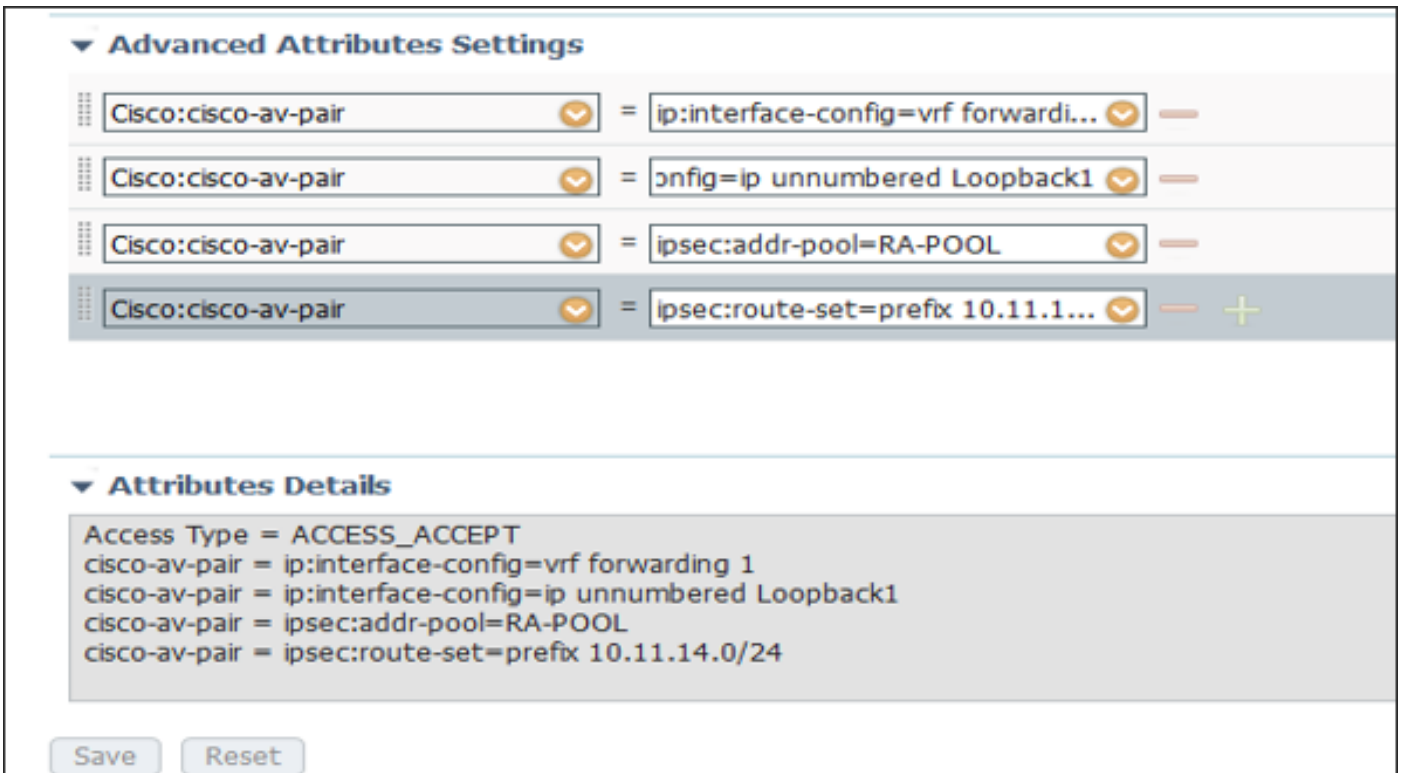 Advanced Attributes Settings
Cisco:cisco-av-pair = ip:interface-config=vrf forwardi...
Cisco:cisco-av-pair = onfig=ip unnumbered Loopback1
Cisco:cisco-av-pair = ipsec:addr-pool=RA-POOL
Cisco:cisco-av-pair = ipsec:route-set=prefix 10.11.1...
Attributes Details
Access Type = ACCESS_ACCEPT
cisco-av-pair = ip:interface-config=vrf forwarding 1
cisco-av-pair = ip:interface-config=ip unnumbered Loopback1
cisco-av-pair = ipsec:addr-pool=RA-POOL
cisco-av-pair = ipsec:route-set=prefix 10.11.14.0/24
Save Reset